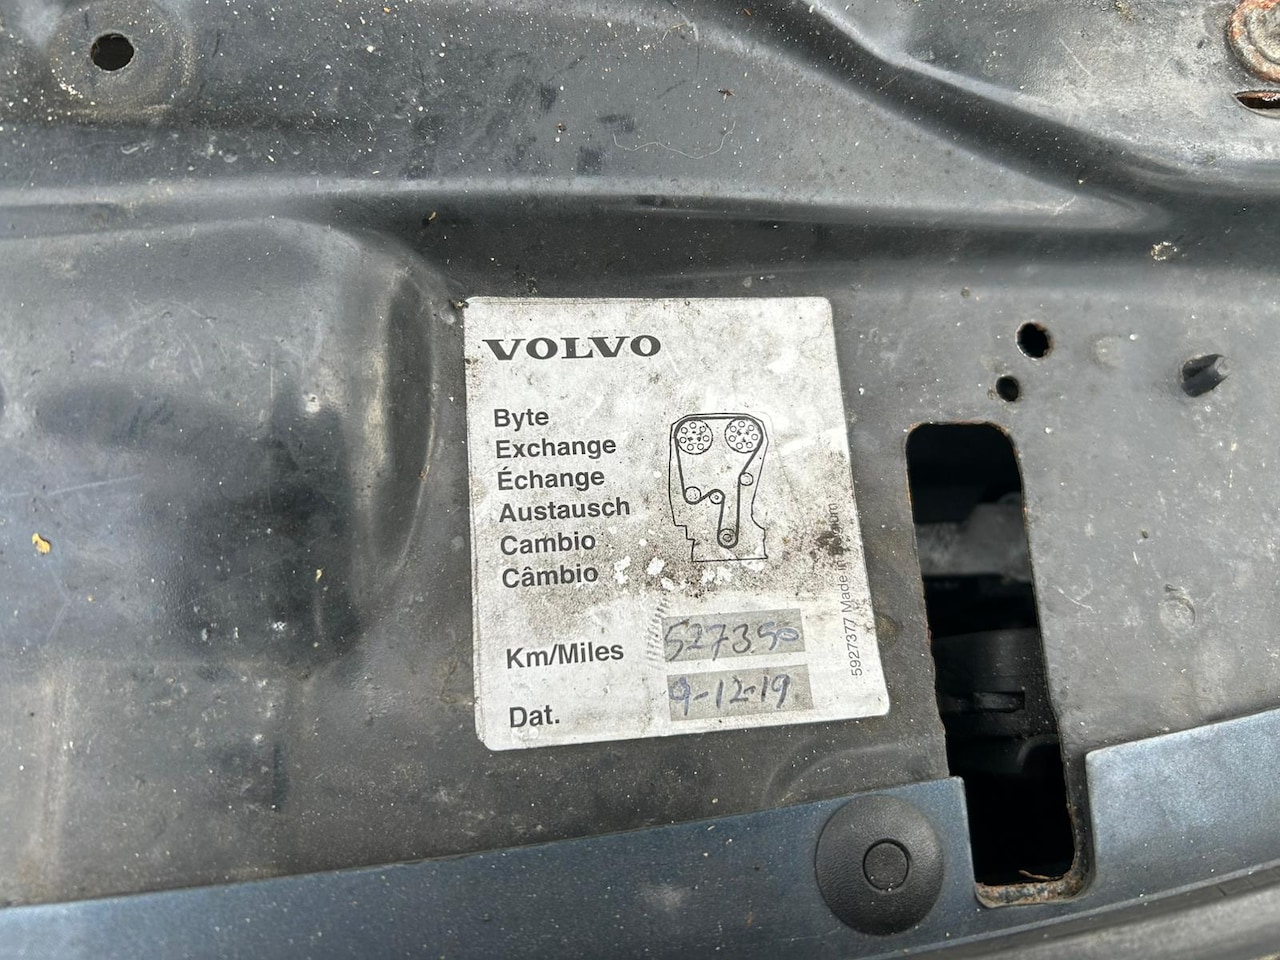 VOLVO
Byte
Exchange
Échange
Austausch
Cambio
Câmbio
Km/Miles 527350
Dat. 9-12-19
5927377 Made in